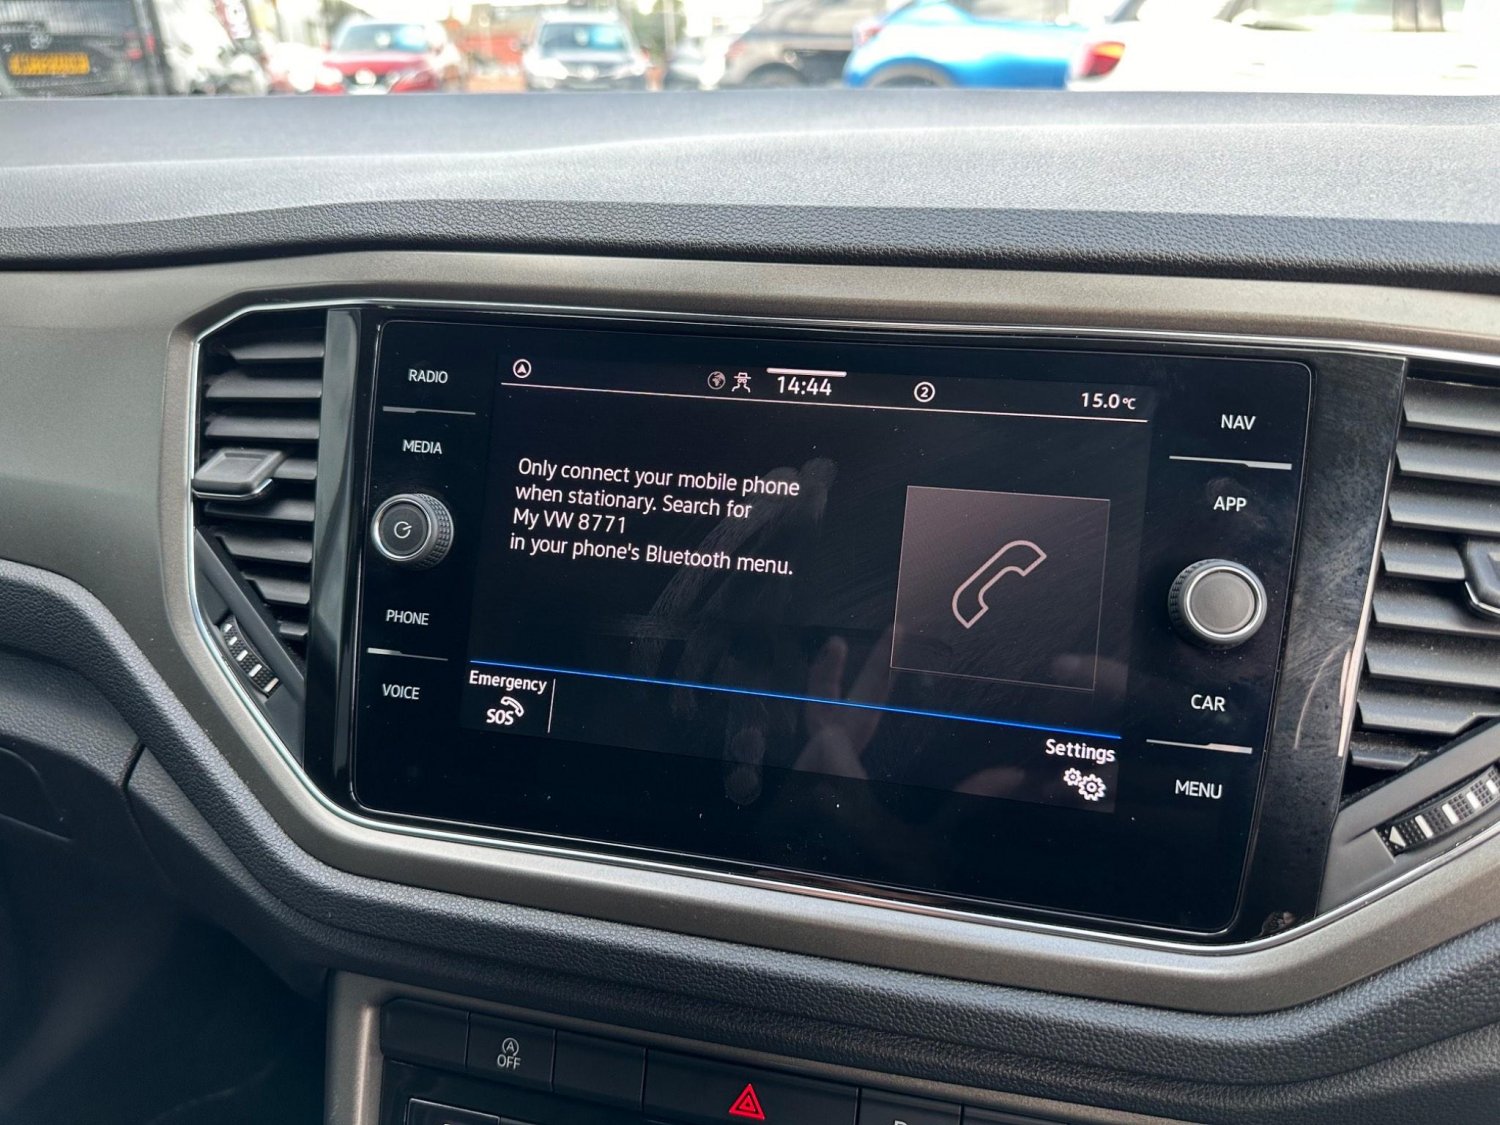 14:44
2
15.0°C
RADIO
MEDIA
PHONE
VOICE
Only connect your mobile phone
when stationary. Search for
My VW 8771
in your phone's Bluetooth menu.
Emergency
SOS
Settings
NAV
APP
CAR
MENU
A
OFF